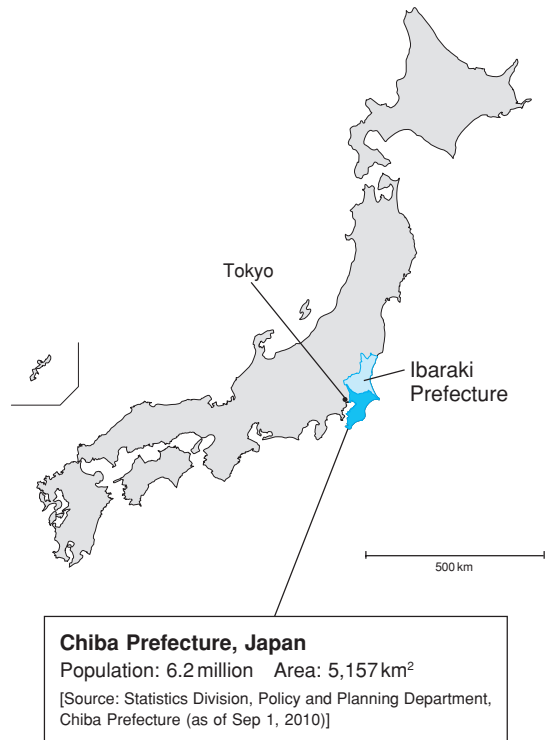 Tokyo
Ibaraki
Prefecture
500 km
Chiba Prefecture, Japan
Population: 6.2 million Area: 5,157 km²
[Source: Statistics Division, Policy and Planning Department,
Chiba Prefecture (as of Sep 1, 2010)]